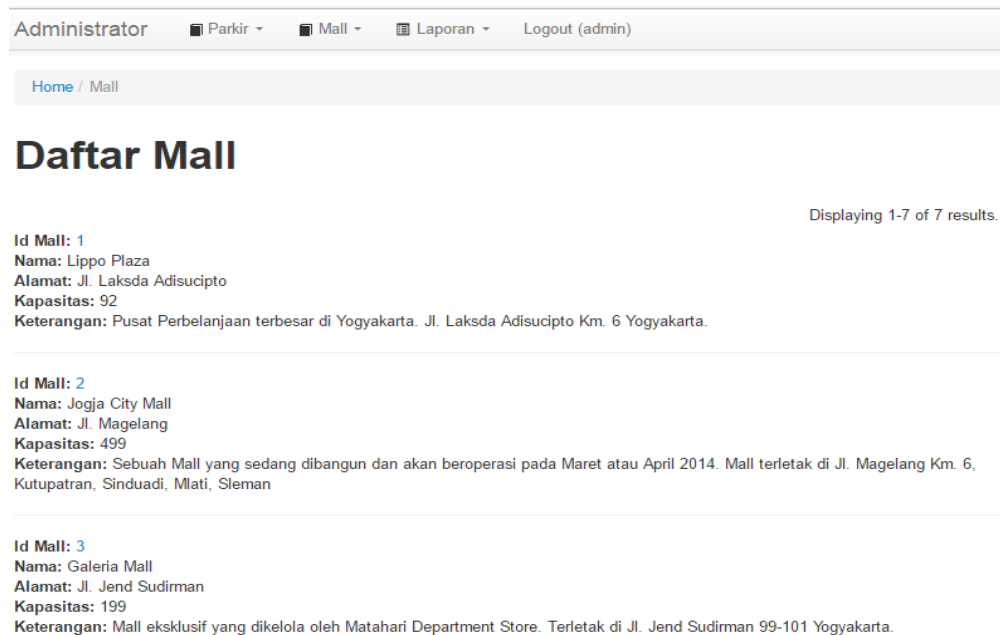 Administrator Parkir Mall Laporan Logout (admin)
Home / Mall
Daftar Mall
Displaying 1-7 of 7 results.
Id Mall: 1
Nama: Lippo Plaza
Alamat: Jl. Laksda Adisucipto
Kapasitas: 92
Keterangan: Pusat Perbelanjaan terbesar di Yogyakarta. Jl. Laksda Adisucipto Km. 6 Yogyakarta.
Id Mall: 2
Nama: Jogja City Mall
Alamat: Jl. Magelang
Kapasitas: 499
Keterangan: Sebuah Mall yang sedang dibangun dan akan beroperasi pada Maret atau April 2014. Mall terletak di Jl. Magelang Km. 6,
Kutupatran, Sinduadi, Mlati, Sleman
Id Mall: 3
Nama: Galeria Mall
Alamat: Jl. Jend Sudirman
Kapasitas: 199
Keterangan: Mall eksklusif yang dikelola oleh Matahari Department Store. Terletak di Jl. Jend Sudirman 99-101 Yogyakarta.